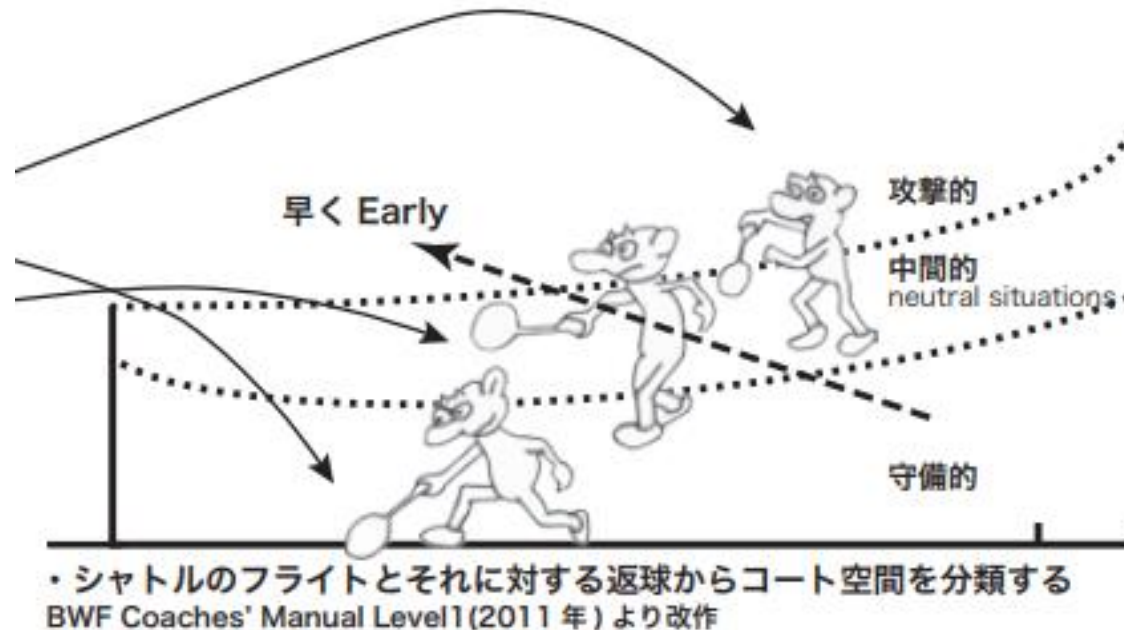 早く Early
攻撃的
中間的
neutral situations
守備的
・シャトルのフライトとそれに対する返球からコート空間を分類する
BWF Coaches' Manual Level1(2011 年 ) より改作